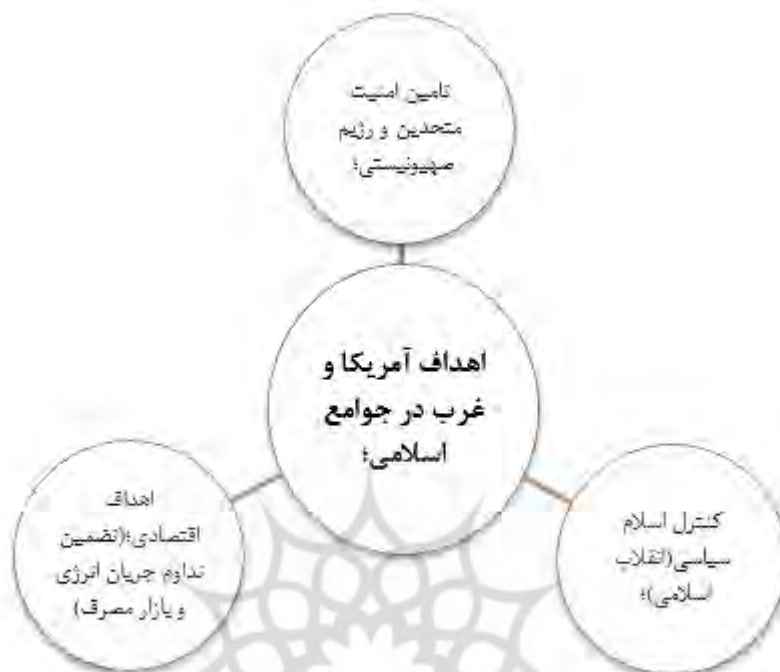 تامین امنیت
متحدین و رژیم
صهیونیستی؛
اهداف آمریکا و
غرب در جوامع
اسلامی؛
کنترل اسلام
سیاسی(انقلاب
اسلامی)؛
اهداف
اقتصادی؛(تضمین
تداوم جریان انرژی
و بازار مصرف)